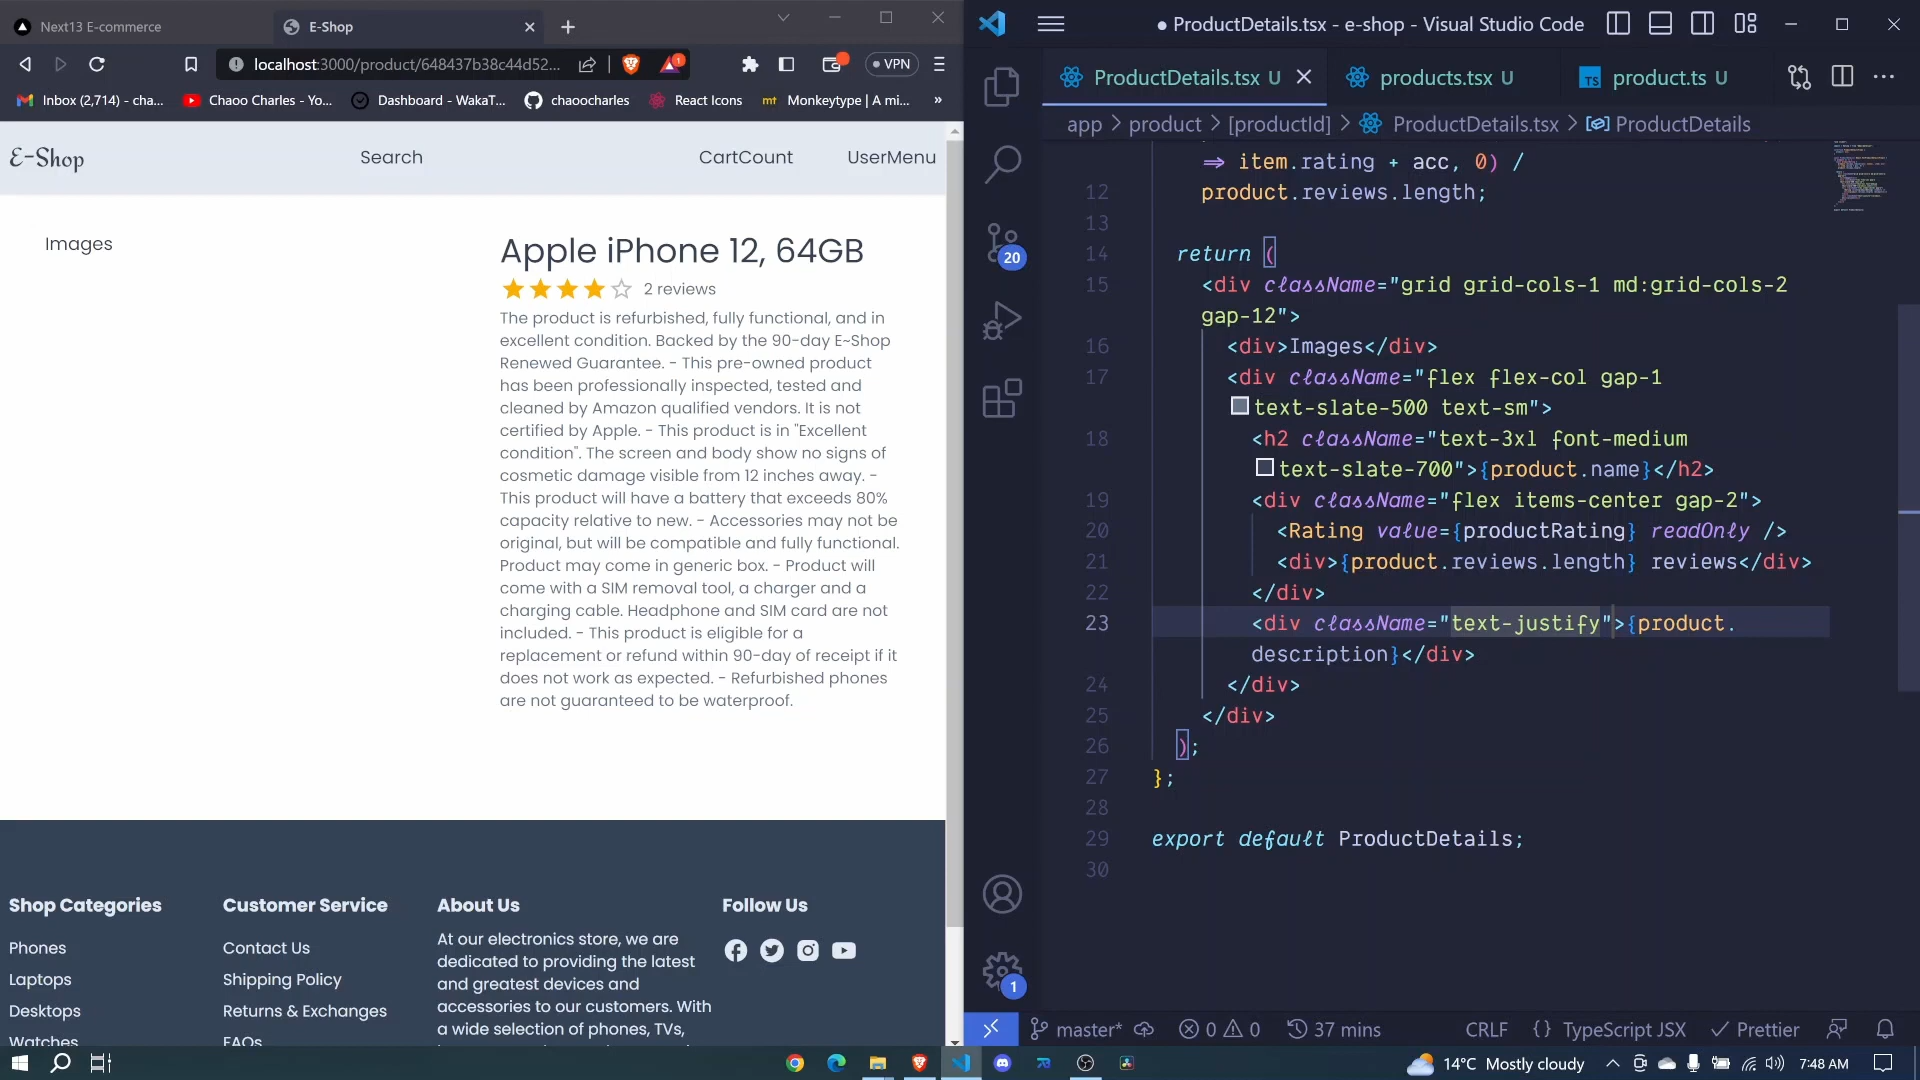 Next13 E-commerce
E-Shop
localhost:3000/product/648437b38c44d52...
1
VPN
Inbox (2,714) - cha...
Chaoo Charles - Yo...
Dashboard - WakaT...
chaoocharles
React Icons
mt Monkeytype | A mi...
»
E-Shop
Search
CartCount
UserMenu
Images
Apple iPhone 12, 64GB
2 reviews
The product is refurbished, fully functional, and in
excellent condition. Backed by the 90-day E~Shop
Renewed Guarantee. - This pre-owned product
has been professionally inspected, tested and
cleaned by Amazon qualified vendors. It is not
certified by Apple. - This product is in "Excellent
condition". The screen and body show no signs of
cosmetic damage visible from 12 inches away. -
This product will have a battery that exceeds 80%
capacity relative to new. - Accessories may not be
original, but will be compatible and fully functional.
Product may come in generic box. - Product will
come with a SIM removal tool, a charger and a
charging cable. Headphone and SIM card are not
included. - This product is eligible for a
replacement or refund within 90-day of receipt if it
does not work as expected. - Refurbished phones
are not guaranteed to be waterproof.
Shop Categories
Phones
Laptops
Desktops
Watches
Customer Service
Contact Us
Shipping Policy
Returns & Exchanges
FAQs
About Us
At our electronics store, we are
dedicated to providing the latest
and greatest devices and
accessories to our customers. With
a wide selection of phones, TVs,
Follow Us
● ProductDetails.tsx - e-shop - Visual Studio Code
ProductDetails.tsx U
products.tsx U
TS product.ts U
app > product > [productId] > ProductDetails.tsx > ProductDetails
20
1
⇒ item.rating + acc, 0) /
12 product.reviews.length;
13
14 return (
15 <div className="grid grid-cols-1 md:grid-cols-2
gap-12">
16 <div>Images</div>
17 <div className="flex flex-col gap-1
text-slate-500 text-sm">
18 <h2 className="text-3xl font-medium
text-slate-700">{product.name}</h2>
19 <div className="flex items-center gap-2">
20 <Rating value={productRating} readOnly />
21 <div>{product.reviews.length} reviews</div>
22 </div>
23 <div className="text-justify">{product.
description}</div>
24 </div>
25 </div>
26 );
27 };
28
29 export default ProductDetails;
30
master*
0
0
37 mins
CRLF
{} TypeScript JSX
Prettier
14°C Mostly cloudy
7:48 AM